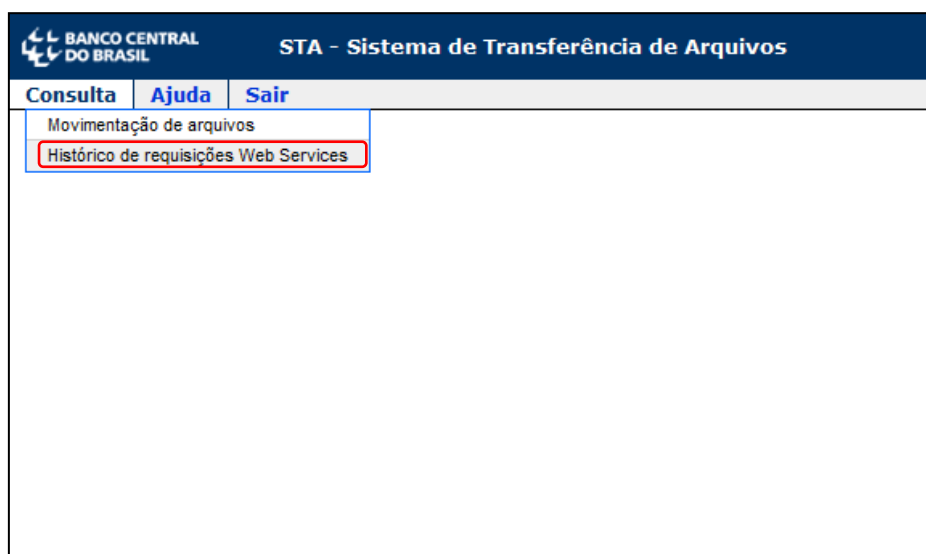 BANCO CENTRAL
DO BRASIL
STA - Sistema de Transferência de Arquivos
Consulta Ajuda Sair
Movimentação de arquivos
Histórico de requisições Web Services